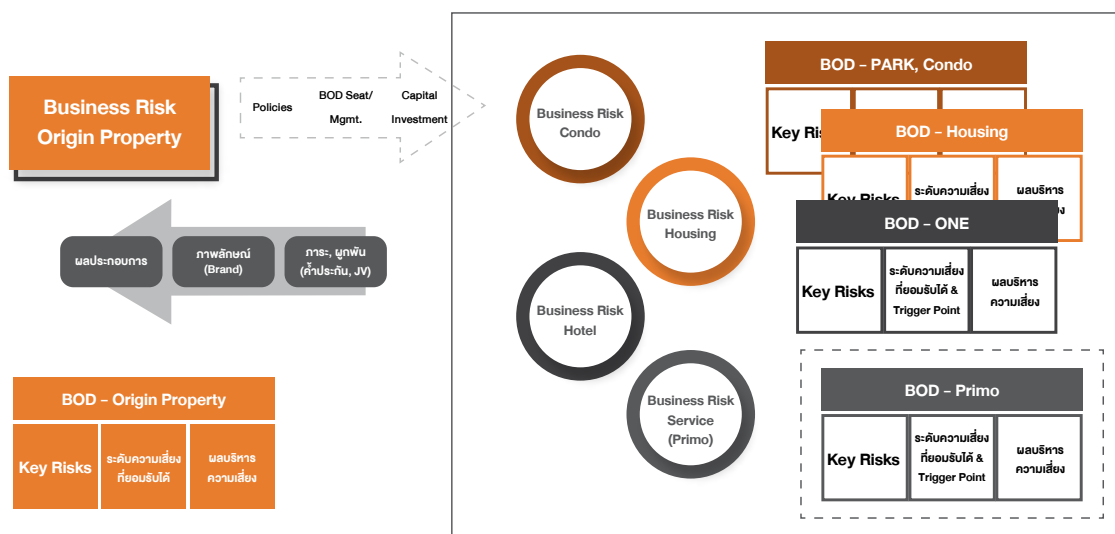 Business Risk
Origin Property
Policies
BOD Seat/
Mgmt.
Capital
Investment
ผลประกอบการ
ภาพลักษณ์
(Brand)
ภาระ, ผูกพัน
(ค้ำประกัน, JV)
BOD – Origin Property
Key Risks
ระดับความเสี่ยง
ที่ยอมรับได้
ผลบริหาร
ความเสี่ยง
Business Risk
Condo
Business Risk
Housing
Business Risk
Hotel
Business Risk
Service
(Primo)
BOD – PARK, Condo
Key
BOD – Housing
Key Risks
ระดับความเสี่ยง
ผลบริหาร
BOD – ONE
Key Risks
ระดับความเสี่ยง
ที่ยอมรับได้ &
Trigger Point
ผลบริหาร
ความเสี่ยง
BOD – Primo
Key Risks
ระดับความเสี่ยง
ที่ยอมรับได้ &
Trigger Point
ผลบริหาร
ความเสี่ยง